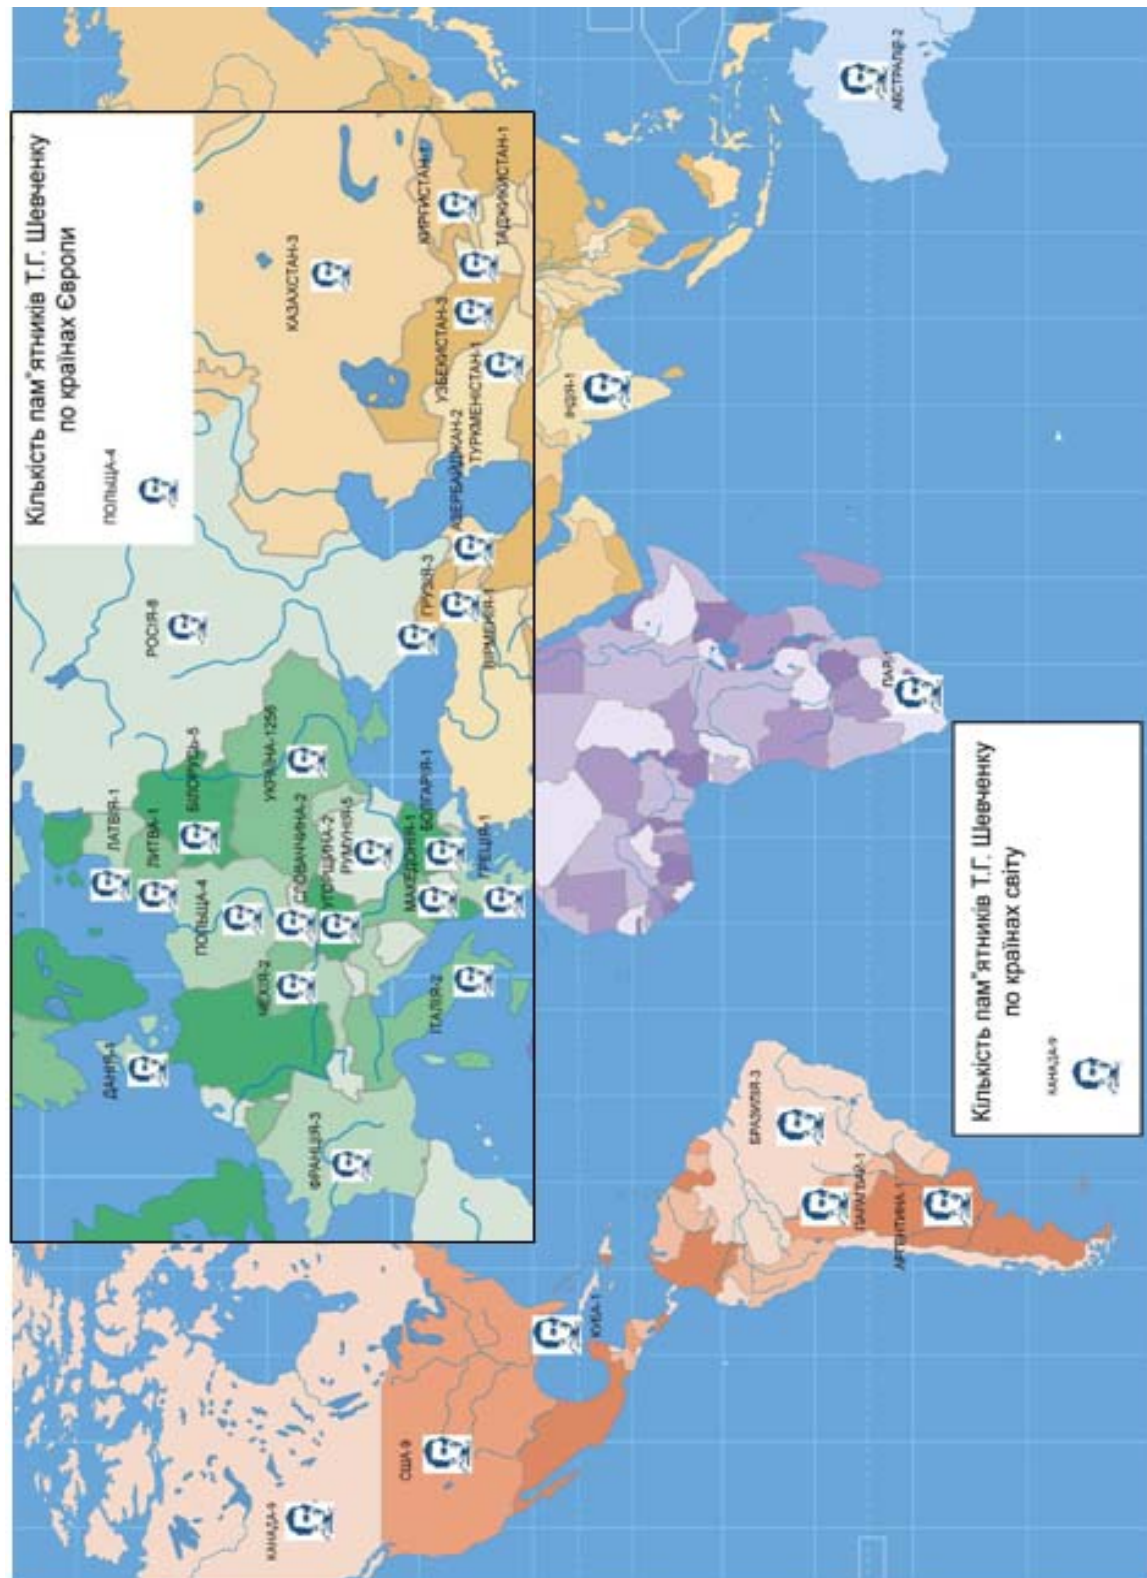 Кількість пам"ятників Т.Г. Шевченку
по країнах Європи
ПОЛЬЩА-4
РОСІЯ-8
КАЗАХСТАН-3
КИРГИСТАН-1
ТАДЖИКИСТАН-1
УЗБЕКИСТАН-3
ТУРКМЕНІСТАН-1
АЗЕРБАЙДЖАН-2
ГРУЗІЯ-3
ВІРМЕНІЯ-1
ЛАТВІЯ-1
ЛИТВА-1
БІЛОРУСЬ-5
УКРАЇНА-1256
ПОЛЬЩА-4
СЛОВАЧЧИНА-2
УГОРЩИНА-2
РУМУНІЯ-5
МАКЕДОНІЯ-1
БОЛГАРІЯ-1
ГРЕЦІЯ-1
ЧЕХІЯ-2
ІТАЛІЯ-2
ФРАНЦІЯ-3
КАНАДА-9
США-9
КУБА-1
БРАЗИЛІЯ-3
ПАРАГВАЙ-1
АРГЕНТИНА-1
ПАР-1
ІНДІЯ-1
АВСТРАЛІЯ-2
Кількість пам"ятників Т.Г. Шевченку
по країнах світу
КАНАДА-9